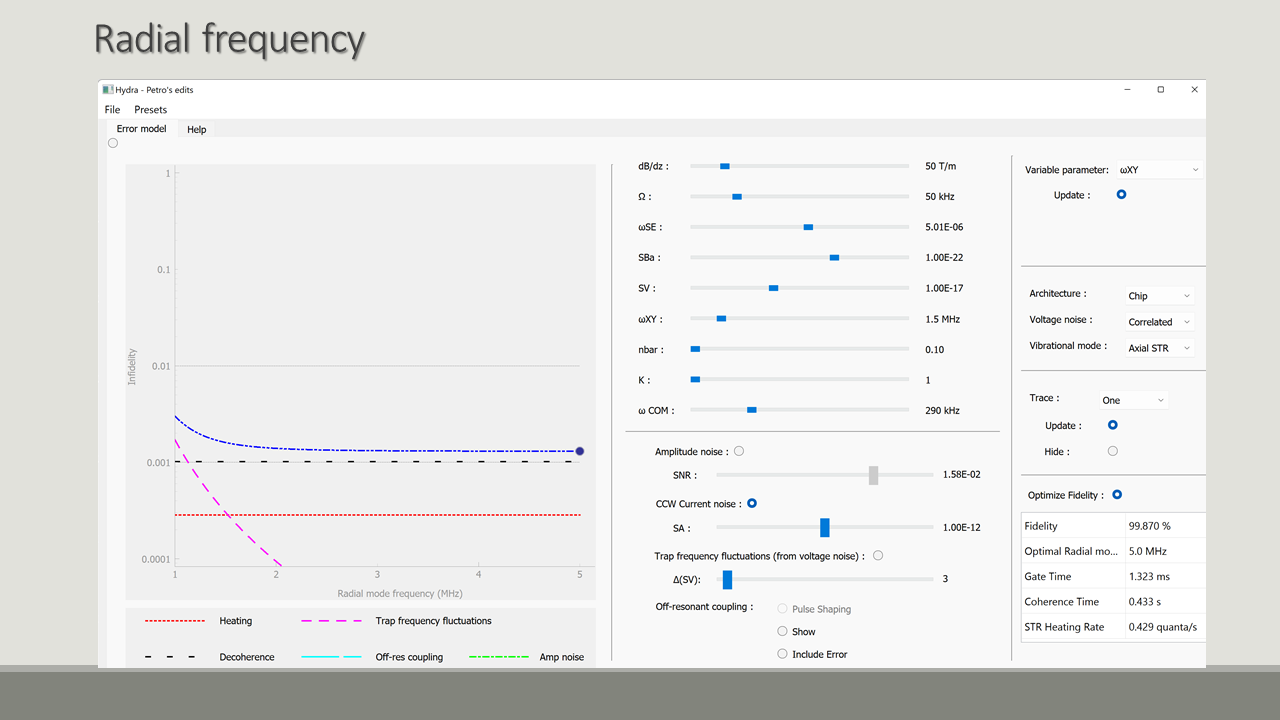 Radial frequency
Hydra - Petro's edits
File Presets
Error model Help
1
0.1
0.01
0.001
0.0001
Infidelity
1 2 3 4 5
Radial mode frequency (MHz)
Heating Trap frequency fluctuations
Decoherence Off-res coupling Amp noise
dB/dz : 50 T/m
Ω : 50 kHz
ωSE : 5.01E-06
SBa : 1.00E-22
SV : 1.00E-17
ωXY : 1.5 MHz
nbar : 0.10
K : 1
ω COM : 290 kHz
Amplitude noise :
SNR : 1.58E-02
CCW Current noise :
SA : 1.00E-12
Trap frequency fluctuations (from voltage noise) :
Δ(SV): 3
Off-resonant coupling : Pulse Shaping
Show
Include Error
Variable parameter: ωXY
Update :
Architecture : Chip
Voltage noise : Correlated
Vibrational mode : Axial STR
Trace : One
Update :
Hide :
Optimize Fidelity :
Fidelity 99.870 %
Optimal Radial mo... 5.0 MHz
Gate Time 1.323 ms
Coherence Time 0.433 s
STR Heating Rate 0.429 quanta/s